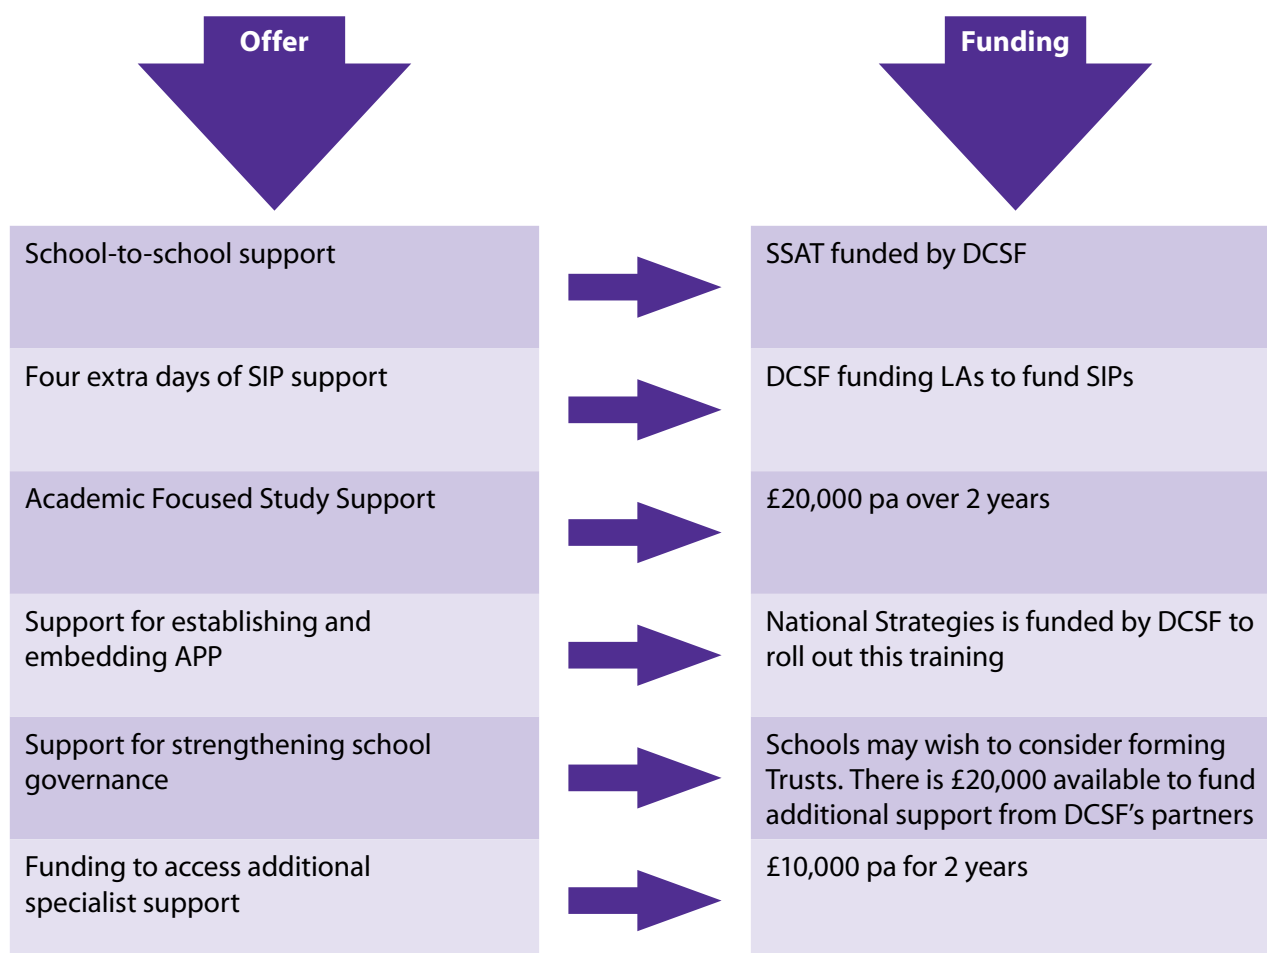 Offer
Funding
School-to-school support
SSAT funded by DCSF
Four extra days of SIP support
DCSF funding LAs to fund SIPs
Academic Focused Study Support
£20,000 pa over 2 years
Support for establishing and
embedding APP
National Strategies is funded by DCSF to
roll out this training
Support for strengthening school
governance
Schools may wish to consider forming
Trusts. There is £20,000 available to fund
additional support from DCSF’s partners
Funding to access additional
specialist support
£10,000 pa for 2 years